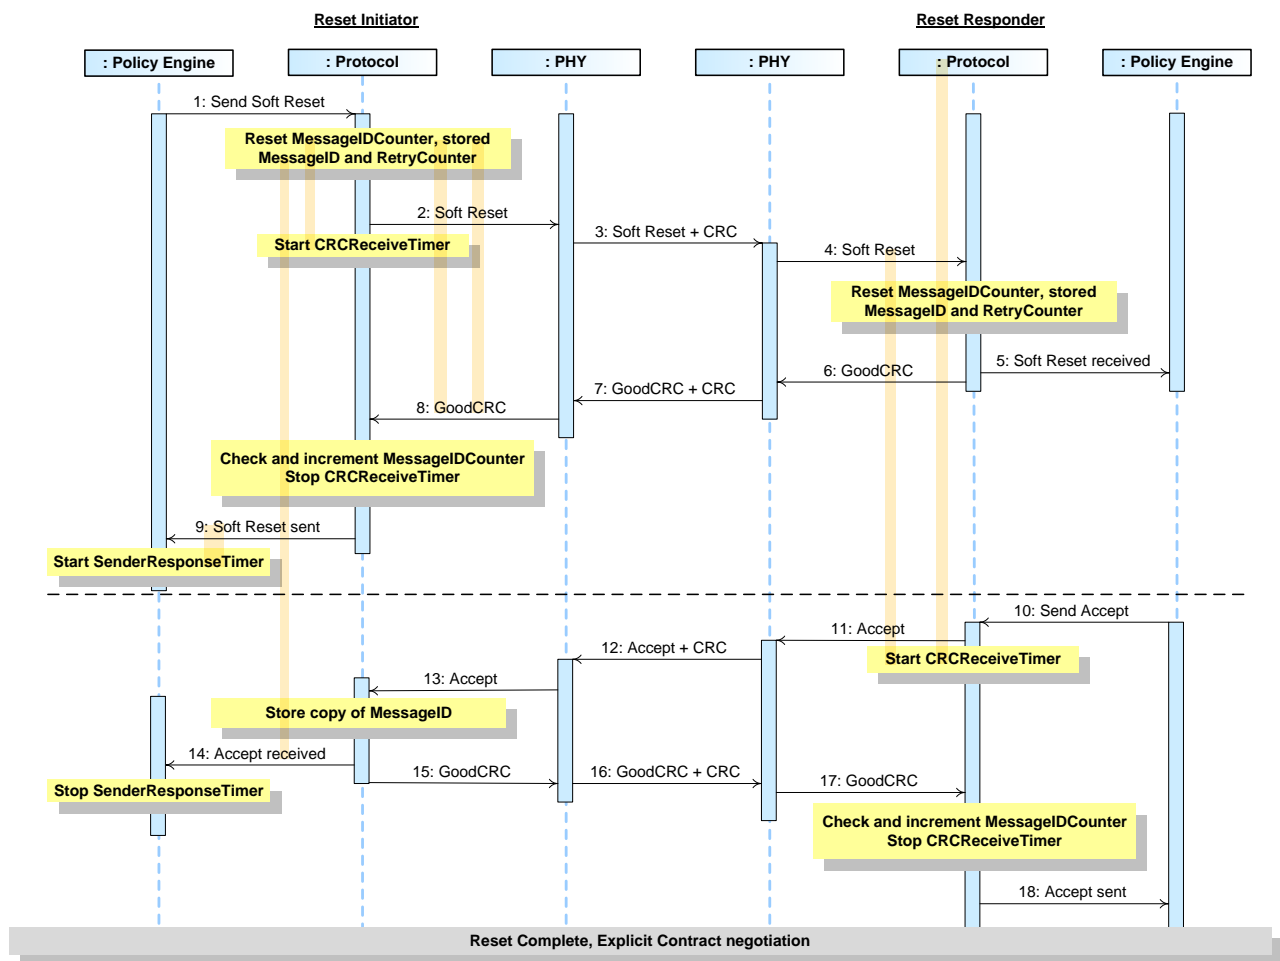 Reset Initiator
Reset Responder
: Policy Engine
: Protocol
: PHY
: PHY
: Protocol
: Policy Engine
1: Send Soft Reset
Reset MessageIDCounter, stored
MessageID and RetryCounter
2: Soft Reset
3: Soft Reset + CRC
Start CRCReceiveTimer
4: Soft Reset
Reset MessageIDCounter, stored
MessageID and RetryCounter
5: Soft Reset received
6: GoodCRC
7: GoodCRC + CRC
8: GoodCRC
Check and increment MessageIDCounter
Stop CRCReceiveTimer
9: Soft Reset sent
Start SenderResponseTimer
10: Send Accept
11: Accept
12: Accept + CRC
Start CRCReceiveTimer
13: Accept
Store copy of MessageID
14: Accept received
15: GoodCRC
16: GoodCRC + CRC
17: GoodCRC
Stop SenderResponseTimer
Check and increment MessageIDCounter
Stop CRCReceiveTimer
18: Accept sent
Reset Complete, Explicit Contract negotiation